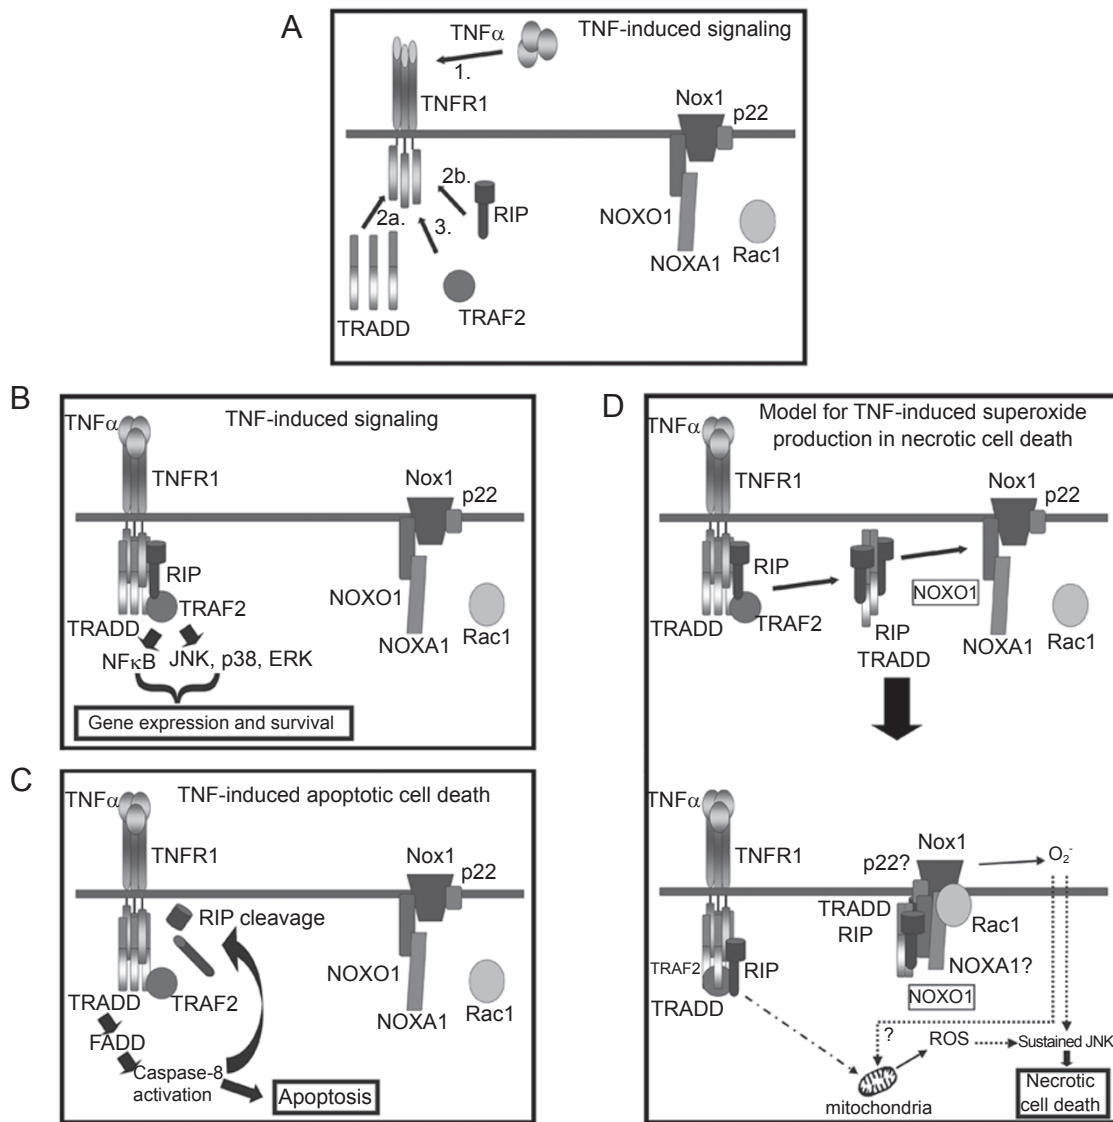 A
TNF-induced signaling
TNFα
1.
TNFR1
Nox1
p22
2b.
RIP
2a.
3.
NOXO1
NOXA1
Rac1
TRADD
TRAF2
B
TNF-induced signaling
TNFα
TNFR1
Nox1
p22
RIP
TRAF2
TRADD
NOXO1
NOXA1
Rac1
NFκB
JNK, p38, ERK
Gene expression and survival
C
TNF-induced apoptotic cell death
TNFα
TNFR1
Nox1
p22
RIP cleavage
NOXO1
TRAF2
TRADD
NOXA1
Rac1
FADD
Caspase-8
activation
Apoptosis
D
Model for TNF-induced superoxide
production in necrotic cell death
TNFα
TNFR1
Nox1
p22
RIP
NOXO1
TRADD
TRAF2
RIP
TRADD
NOXA1
Rac1
TNFα
TNFR1
Nox1
p22?
O2-
TRADD
RIP
Rac1
NOXA1?
TRAF2
RIP
TRADD
NOXO1
?
ROS
Sustained JNK
mitochondria
Necrotic
cell death